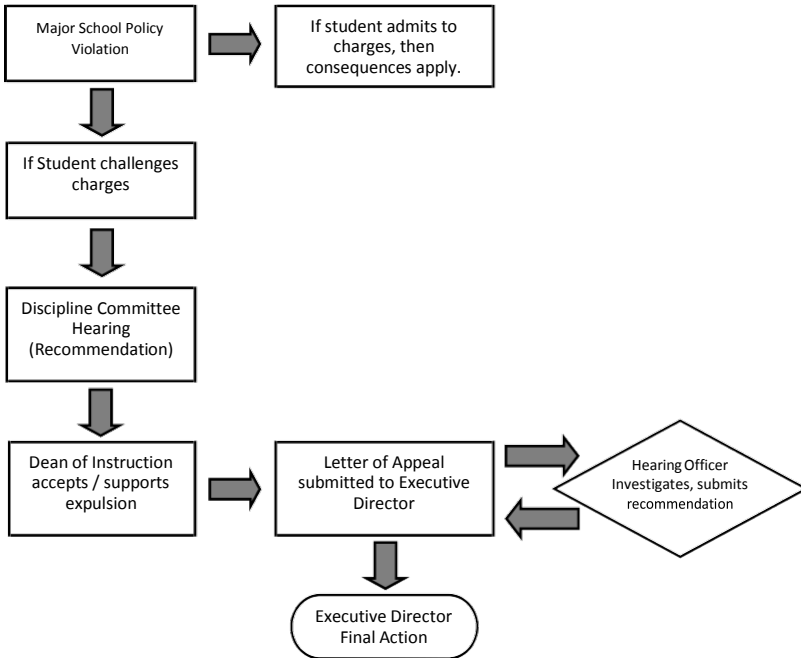 Major School Policy
Violation
If student admits to
charges, then
consequences apply.
If Student challenges
charges
Discipline Committee
Hearing
(Recommendation)
Dean of Instruction
accepts / supports
expulsion
Letter of Appeal
submitted to Executive
Director
Hearing Officer
Investigates, submits
recommendation
Executive Director
Final Action